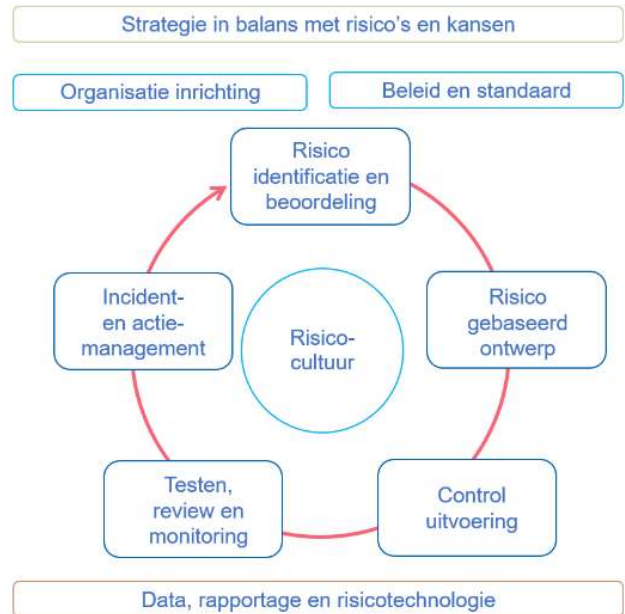 Strategie in balans met risico's en kansen
Organisatie inrichting
Beleid en standaard
Risico
identificatie en
beoordeling
Risico
gebaseerd
ontwerp
Control
uitvoering
Testen,
review en
monitoring
Incident-
en actie-
management
Risico-
cultuur
Data, rapportage en risicotechnologie